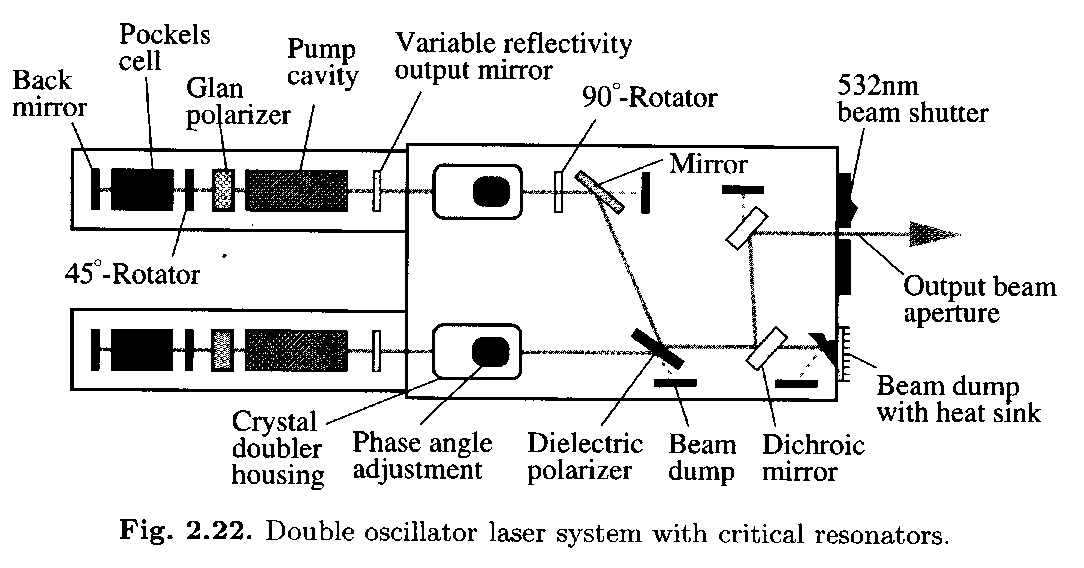 Pockels
cell
Pump
cavity
Variable reflectivity
output mirror
Back
mirror
Glan
polarizer
90°-Rotator
532nm
beam shutter
Mirror
45°-Rotator
Output beam
aperture
Beam dump
with heat sink
Crystal
doubler
housing
Phase angle
adjustment
Dielectric
polarizer
Beam
dump
Dichroic
mirror
Fig. 2.22. Double oscillator laser system with critical resonators.